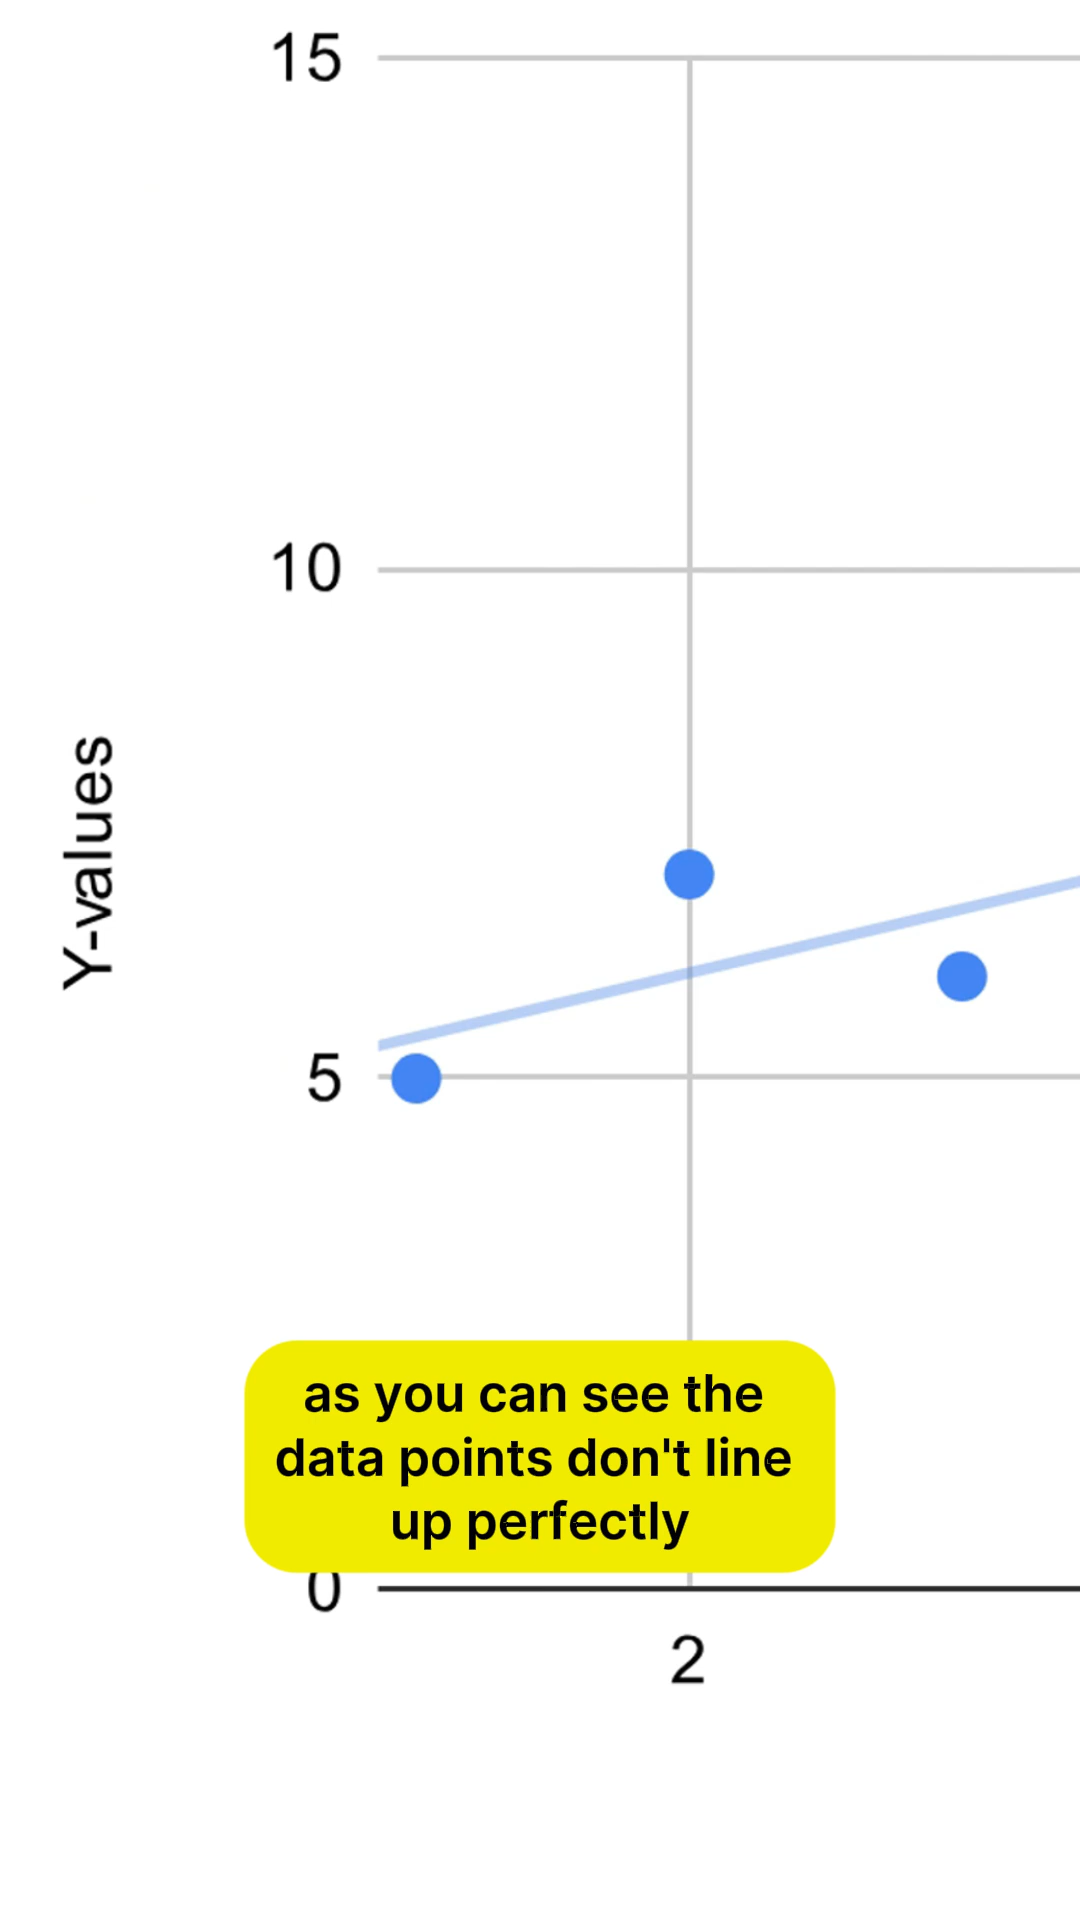 15
10
Y-values
5
as you can see the
data points don't line
up perfectly
0
2